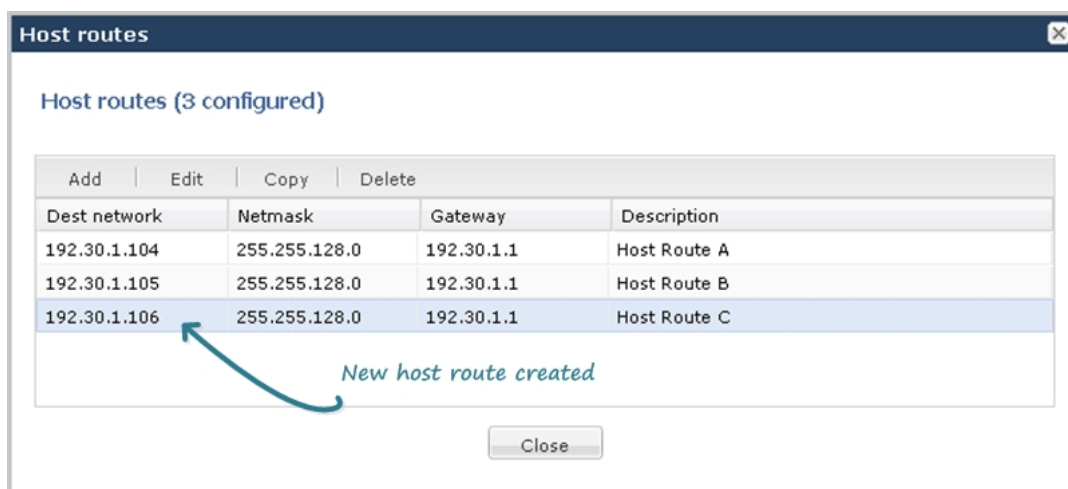 Host routes
Host routes (3 configured)
Add Edit Copy Delete
Dest network Netmask Gateway Description
192.30.1.104 255.255.128.0 192.30.1.1 Host Route A
192.30.1.105 255.255.128.0 192.30.1.1 Host Route B
192.30.1.106 255.255.128.0 192.30.1.1 Host Route C
New host route created
Close